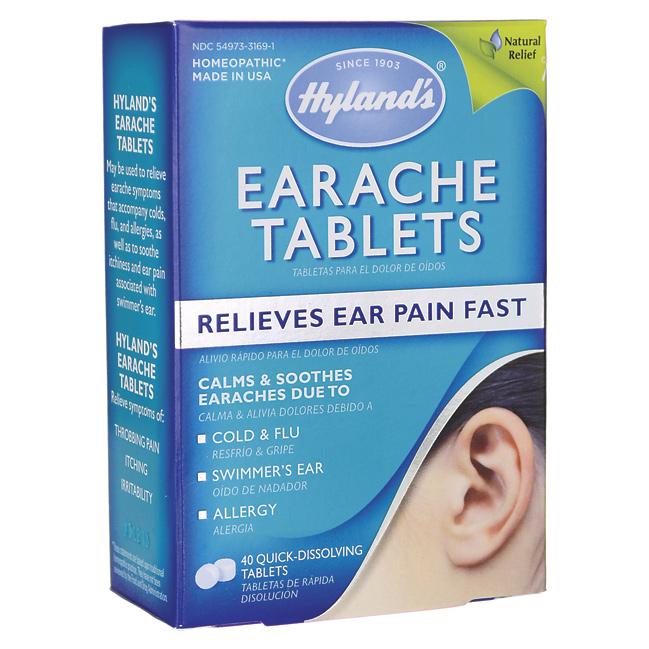 NDC 54973-3169-1
HOMEOPATHIC*
MADE IN USA
SINCE 1903
Hyland's®
Natural
Relief
EARACHE
TABLETS
TABLETAS PARA EL DOLOR DE OÍDOS
RELIEVES EAR PAIN FAST
ALIVIO RÁPIDO PARA EL DOLOR DE OÍDOS
CALMS & SOOTHES
EARACHES DUE TO
CALMA & ALIVIA DOLORES DEBIDO A
COLD & FLU
RESFRÍO & GRIPE
SWIMMER'S EAR
OÍDO DE NADADOR
ALLERGY
ALERGIA
40 QUICK-DISSOLVING
TABLETS
TABLETAS DE RÁPIDA
DISOLUCIÓN
HYLAND'S
EARACHE
TABLETS
May be used to relieve
earache symptoms
that accompany colds,
flu, and allergies, as
well as to soothe
itchiness and ear pain
associated with
swimmer's ear.
HYLAND'S
EARACHE
TABLETS
Relieve symptoms of:
THROBBING PAIN
ITCHING
IRRITABILITY